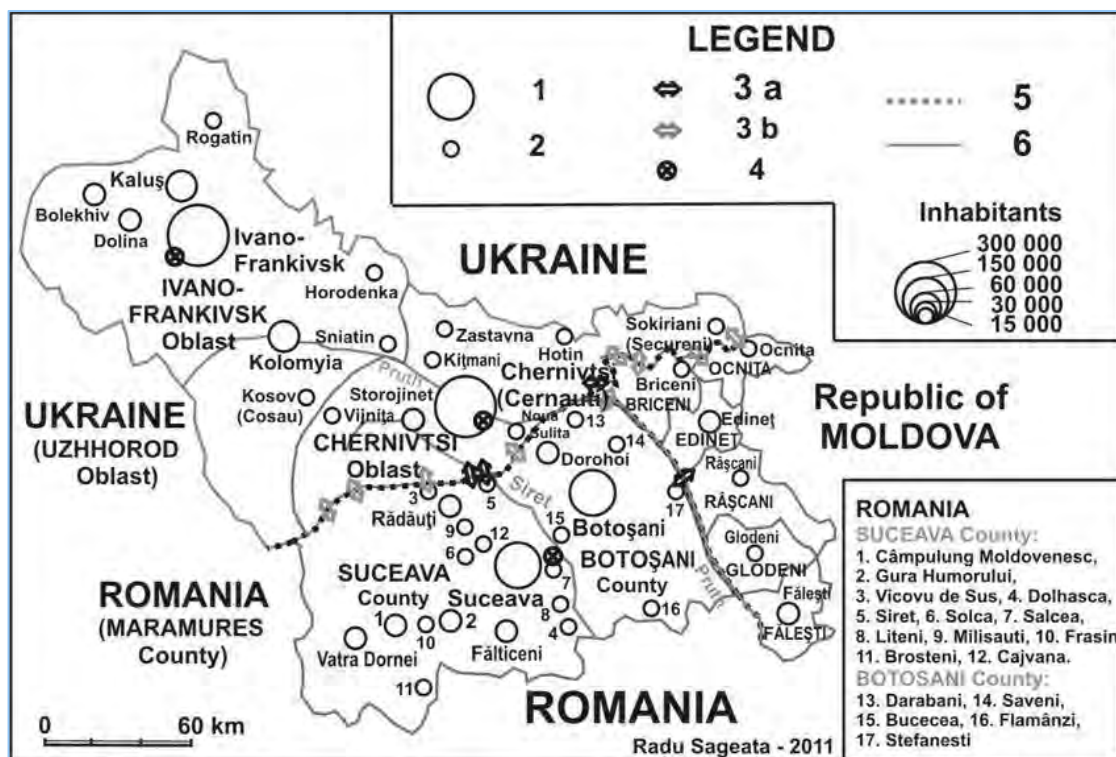 LEGEND
1
2
3 a
3 b
4
5
6
Inhabitants
300 000
150 000
60 000
30 000
15 000
Rogatin
Kaluş
Bolekhiv
Dolina
Ivano-
Frankivsk
IVANO-
FRANKIVSK
Oblast
Horodenka
UKRAINE
Kolomyia
Sniatin
Zastavna
Kiţmani
Hotin
Sokiriani
(Secureni)
Ocnita
OCNIŢA
Briceni
BRICENI
Pruth
Chernivtsi
(Cernauti)
Kosov
(Cosau)
Vijniţa
Storojinet
Noua
Sulita
13
14
Edineţ
EDINEŢ
Republic of
MOLDOVA
UKRAINE
(UZHHOROD
Oblast)
CHERNIVTSI
Oblast
Dorohoi
Râşcani
RÂŞCANI
3
5
Siret
17
Rădăuţi
Botoşani
15
9
12
6
BOTOŞANI
County
Glodeni
GLODENI
Pruth
SUCEAVA
County
Suceava
7
8
4
16
Făleşti
FĂLEŞTI
ROMANIA
(MARAMURES
County)
1
10
2
Vatra Dornei
Fălticeni
11
ROMANIA
0
60 km
Radu Sageata - 2011
ROMANIA
SUCEAVA County:
1. Câmpulung Moldovenesc,
2. Gura Humorului,
3. Vicovu de Sus, 4. Dolhasca,
5. Siret, 6. Solca, 7. Salcea,
8. Liteni, 9. Milisauti, 10. Frasin,
11. Brosteni, 12. Cajvana.
BOTOSANI County:
13. Darabani, 14. Saveni,
15. Bucecea, 16. Flamânzi,
17. Stefanesti